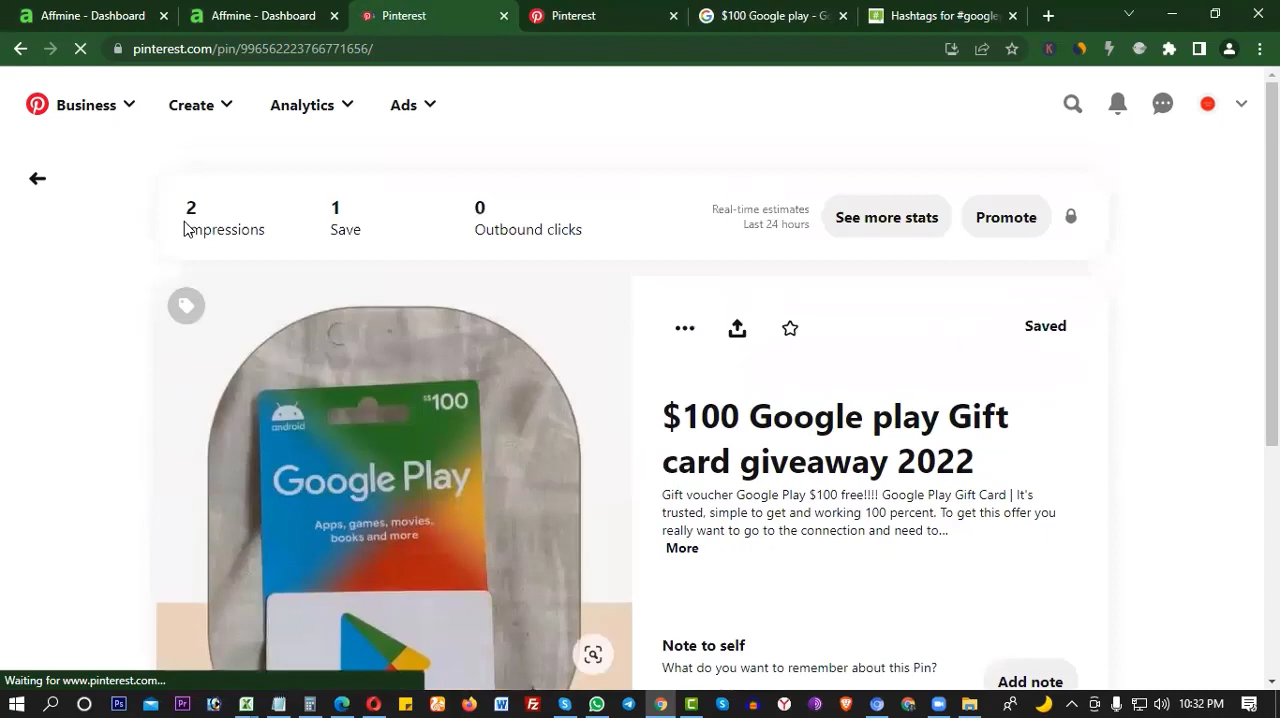 Affmine - Dashboard
Affmine - Dashboard
Pinterest
Pinterest
Hashtags for #google
pinterest.com/pin/996562223766771656/
Business
Create
Analytics
Ads
2
1
0
Impressions
Save
Outbound clicks
Real-time estimates
Last 24 hours
See more stats
Promote
Saved
$100 Google play Gift
card giveaway 2022
Gift voucher Google Play $100 free!!!! Google Play Gift Card | It's
trusted, simple to get and working 100 percent. To get this offer you
really want to go to the connection and need to...
More
android
US$100
Google Play
Apps, games, movies,
books and more
Note to self
What do you want to remember about this Pin?
Add note
Waiting for www.pinterest.com...
10:32 PM